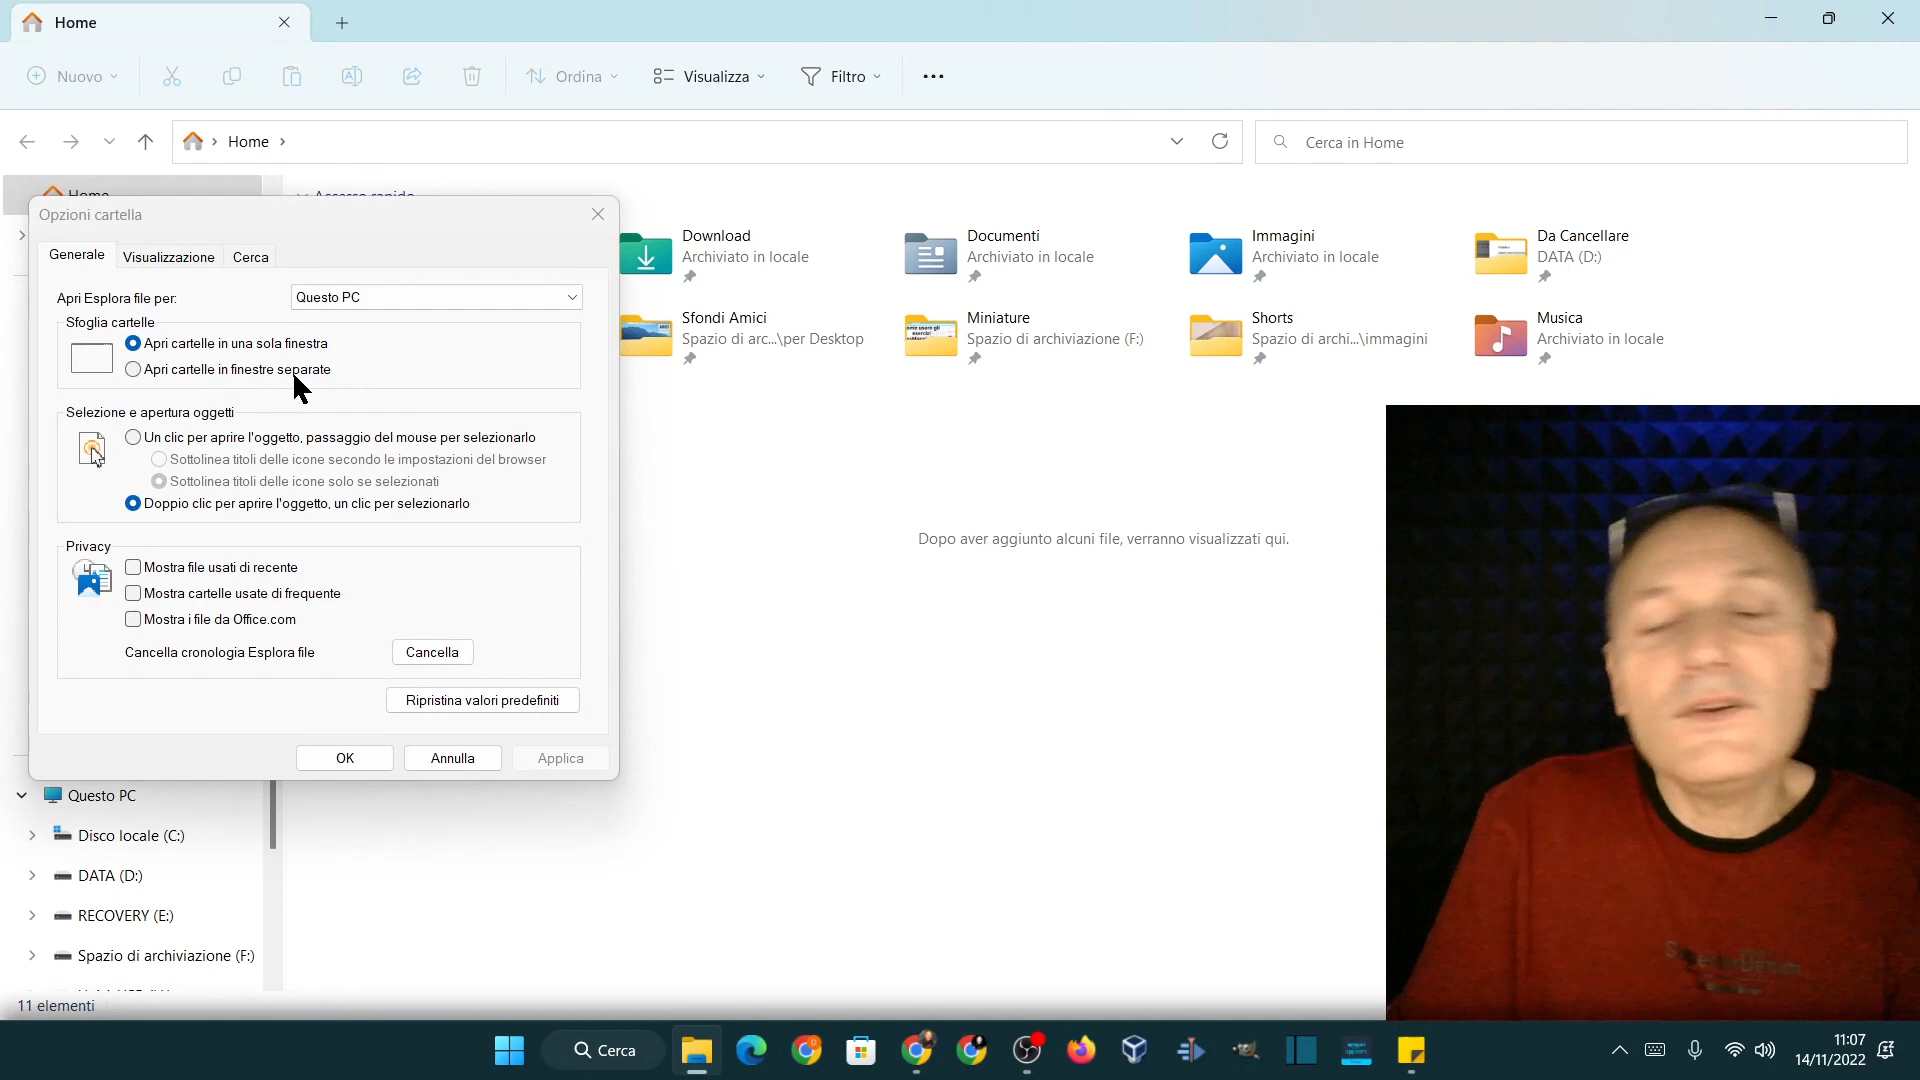 Home
Nuovo
Ordina
Visualizza
Filtro
Home
Cerca in Home
Home
Accesso rapido
Opzioni cartella
Generale
Visualizzazione
Cerca
Apri Esplora file per:
Questo PC
Sfoglia cartelle
Apri cartelle in una sola finestra
Apri cartelle in finestre separate
Selezione e apertura oggetti
Un clic per aprire l'oggetto, passaggio del mouse per selezionarlo
Sottolinea titoli delle icone secondo le impostazioni del browser
Sottolinea titoli delle icone solo se selezionati
Doppio clic per aprire l'oggetto, un clic per selezionarlo
Privacy
Mostra file usati di recente
Mostra cartelle usate di frequente
Mostra i file da Office.com
Cancella cronologia Esplora file
Cancella
Ripristina valori predefiniti
OK
Annulla
Applica
Download
Archiviato in locale
Documenti
Archiviato in locale
Immagini
Archiviato in locale
Da Cancellare
DATA (D:)
Sfondi Amici
Spazio di arc...\per Desktop
Miniature
Spazio di archiviazione (F:)
Shorts
Spazio di archi...\immagini
Musica
Archiviato in locale
Dopo aver aggiunto alcuni file, verranno visualizzati qui.
Questo PC
Disco locale (C:)
DATA (D:)
RECOVERY (E:)
Spazio di archiviazione (F:)
11 elementi
Cerca
11:07
14/11/2022